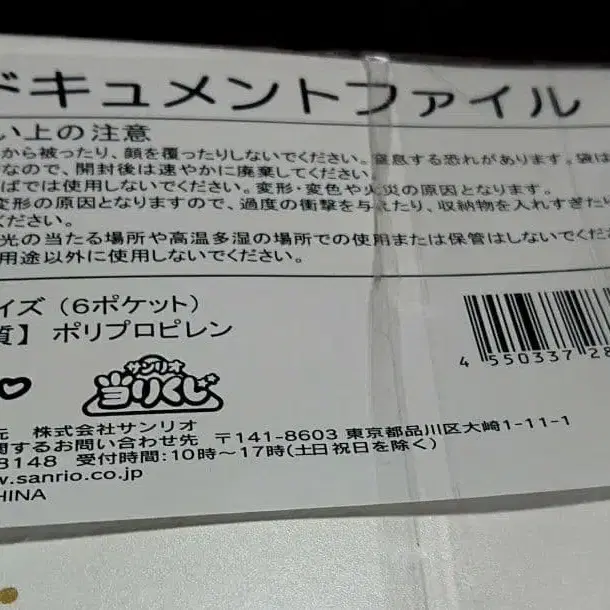 ドキュメントファイル
い上の注意
から被ったり、顔を覆ったりしないでください。窒息する恐れがあります。袋は
なので、開封後は速やかに廃棄してください。
ばでは使用しないでください。変形・変色や火災の原因となります。
変形の原因となりますので、過度の衝撃を与えたり、収納物を入れすぎたり
ください。
光の当たる場所や高温多湿の場所での使用または保管はしないでくださ
用途以外に使用しないでください。
イズ(6ポケット)
質】 ポリプロピレン
4 550337 28
サンリオ
当りくじ
元 株式会社サンリオ
関するお問い合わせ先 〒141-8603 東京都品川区大崎1-11-1
8148 受付時間:10時～17時(土日祝日を除く)
w.sanrio.co.jp
HINA